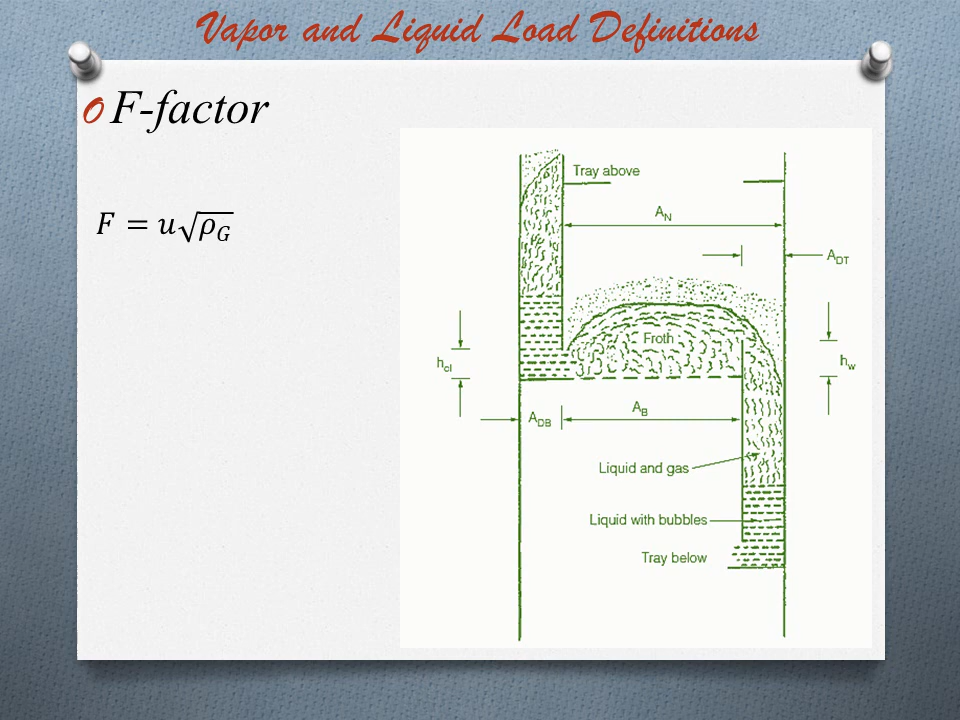 Vapor and Liquid Load Definitions
O F-factor
F = u√ρ_G
Tray above
A_N
A_DT
Froth
h_cl
h_w
A_DB
A_B
Liquid and gas
Liquid with bubbles
Tray below